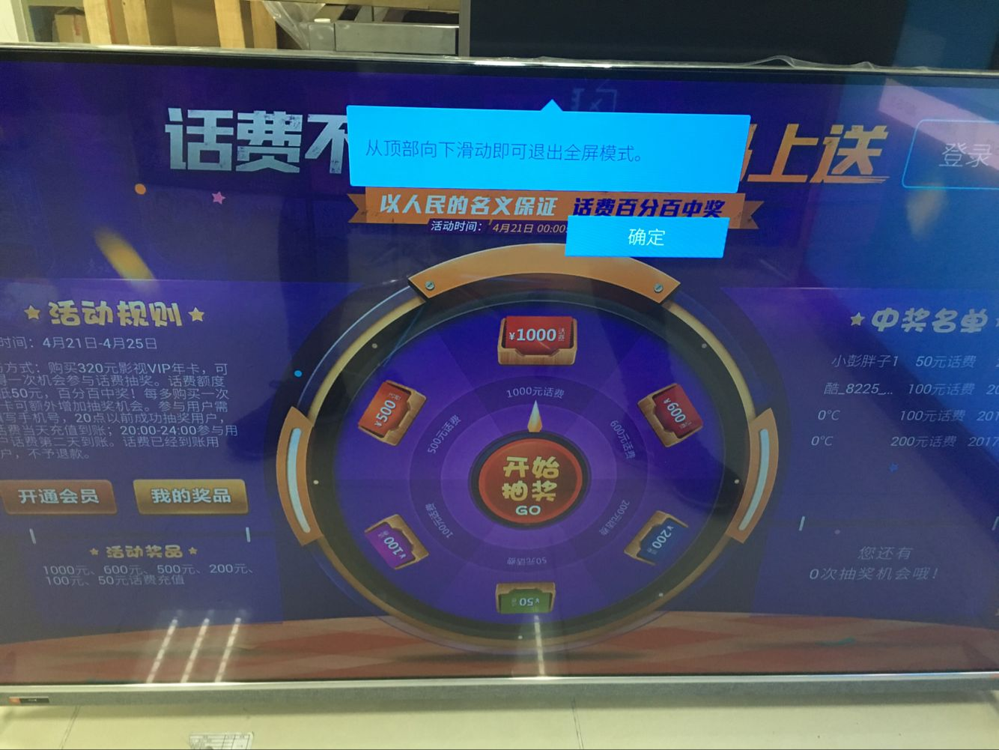 话费不
上送
登录
从顶部向下滑动即可退出全屏模式。
以人民的名义保证 话费百分百中奖
活动时间： 4月21日 00:00:
确定
活动规则
时间：4月21日-4月25日
方式：购买320元影视VIP年卡，可
一次机会参与话费抽奖。话费额度
50元，百分百中奖！每多购买一次
卡可额外增加抽奖机会。参与用户需
写手机号，20点以前成功抽奖用户，
话费当天充值到账；20:00-24:00参与用
户话费第二天到账。话费已经到账用
户，不予退款。
开通会员
我的奖品
活动奖品
1000元、600元、500元、200元、
100元、50元话费充值
¥1000
1000元话费
¥500
500元话费
¥600
600元话费
开始
抽奖
GO
¥100
100元话费
¥200
200元话费
50元话费
¥50
中奖名单
小彭胖子1 50元话费
酷_8225_... 100元话费 20
0°C 100元话费 201
0°C 200元话费 2017
您还有
0次抽奖机会哦！